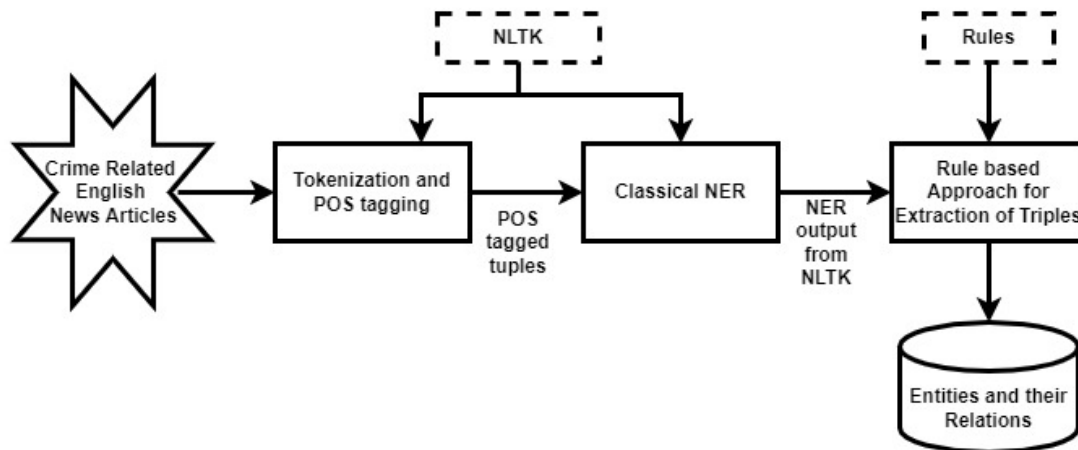 NLTK
Rules
Crime Related
English
News Articles
Tokenization and
POS tagging
POS
tagged
tuples
Classical NER
NER
output
from
NLTK
Rule based
Approach for
Extraction of Triples
Entities and their
Relations